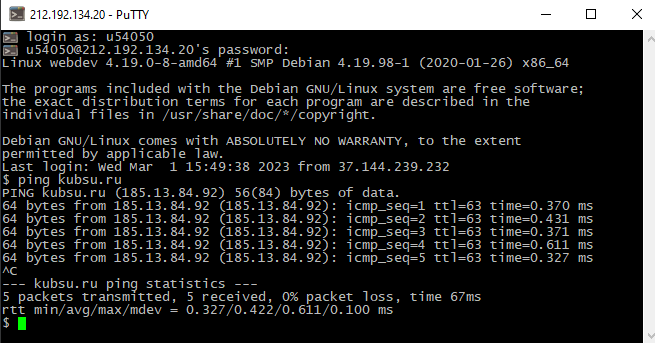 212.192.134.20 - PuTTY
login as: u54050
u54050@212.192.134.20's password:
Linux webdev 4.19.0-8-amd64 #1 SMP Debian 4.19.98-1 (2020-01-26) x86_64
The programs included with the Debian GNU/Linux system are free software;
the exact distribution terms for each program are described in the
individual files in /usr/share/doc/*/copyright.
Debian GNU/Linux comes with ABSOLUTELY NO WARRANTY, to the extent
permitted by applicable law.
Last login: Wed Mar  1 15:49:38 2023 from 37.144.239.232
$ ping kubsu.ru
PING kubsu.ru (185.13.84.92) 56(84) bytes of data.
64 bytes from 185.13.84.92 (185.13.84.92): icmp_seq=1 ttl=63 time=0.370 ms
64 bytes from 185.13.84.92 (185.13.84.92): icmp_seq=2 ttl=63 time=0.431 ms
64 bytes from 185.13.84.92 (185.13.84.92): icmp_seq=3 ttl=63 time=0.371 ms
64 bytes from 185.13.84.92 (185.13.84.92): icmp_seq=4 ttl=63 time=0.611 ms
64 bytes from 185.13.84.92 (185.13.84.92): icmp_seq=5 ttl=63 time=0.327 ms
^C
--- kubsu.ru ping statistics ---
5 packets transmitted, 5 received, 0% packet loss, time 67ms
rtt min/avg/max/mdev = 0.327/0.422/0.611/0.100 ms
$